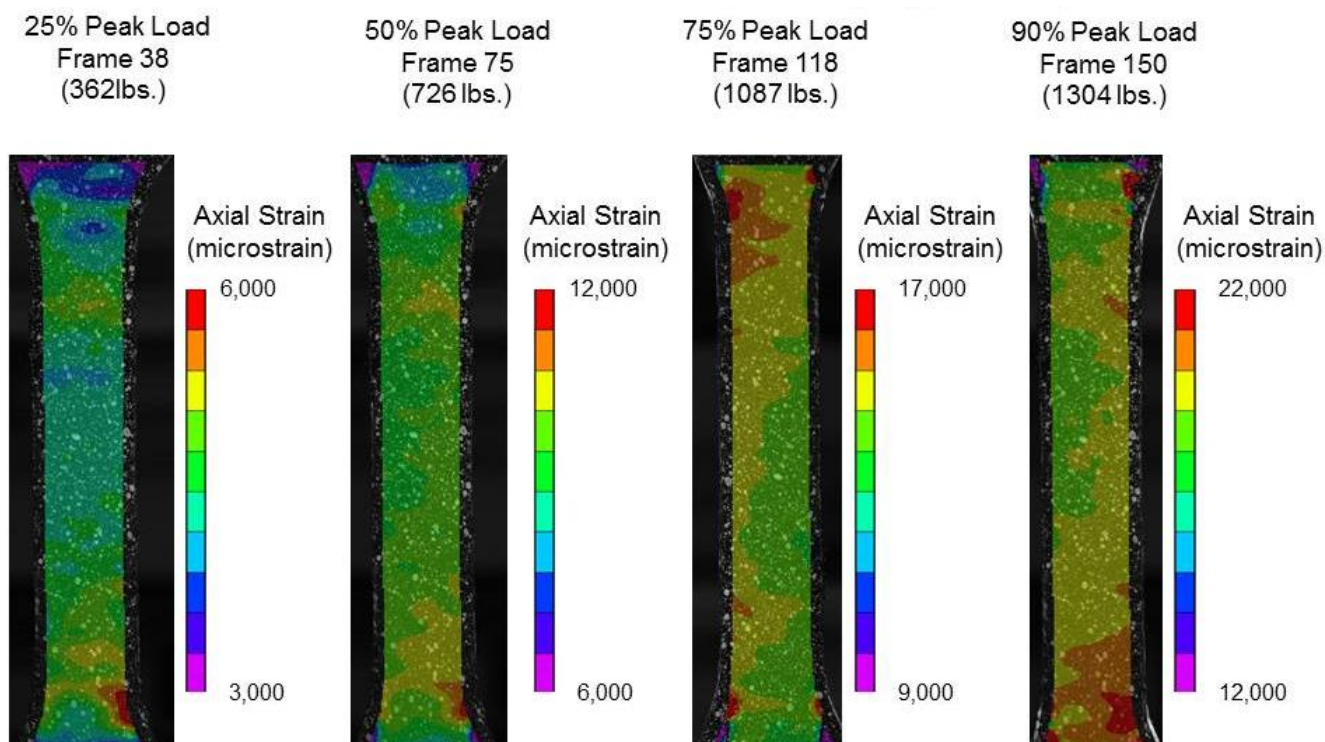 25% Peak Load
Frame 38
(362lbs.)
50% Peak Load
Frame 75
(726 lbs.)
75% Peak Load
Frame 118
(1087 lbs.)
90% Peak Load
Frame 150
(1304 lbs.)
Axial Strain
(microstrain)
6,000
3,000
Axial Strain
(microstrain)
12,000
6,000
Axial Strain
(microstrain)
17,000
9,000
Axial Strain
(microstrain)
22,000
12,000